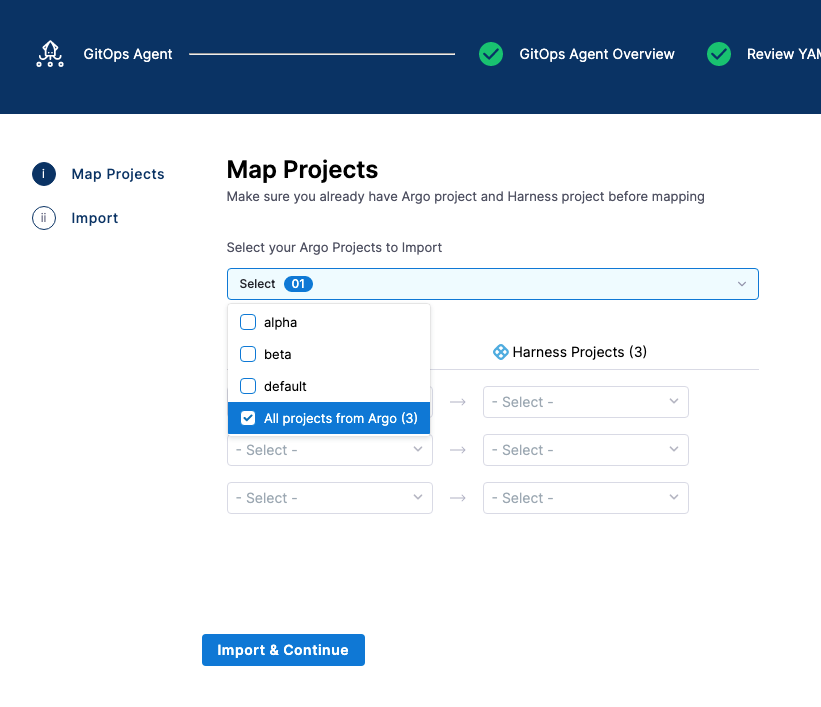 GitOps Agent
GitOps Agent Overview
Review YAM
i Map Projects
ii Import
Map Projects
Make sure you already have Argo project and Harness project before mapping
Select your Argo Projects to Import
Select 01
alpha
beta
default
All projects from Argo (3)
Harness Projects (3)
- Select -
- Select - - Select -
- Select - - Select -
Import & Continue